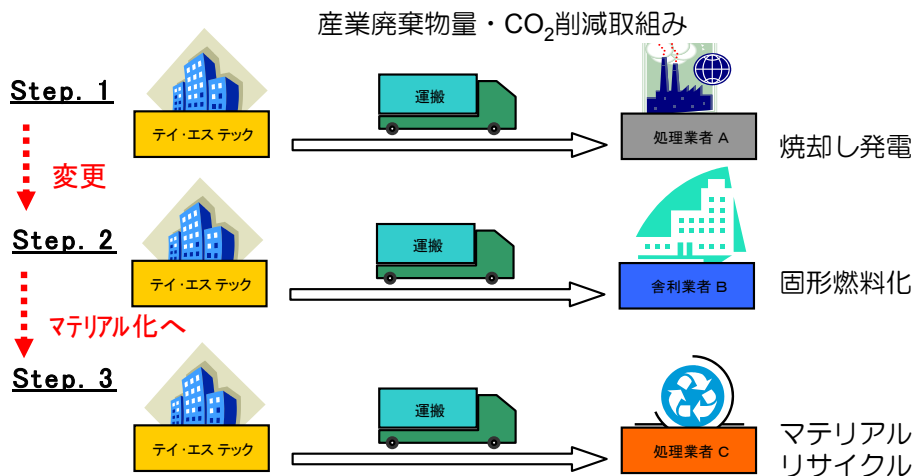 産業廃棄物量・CO₂削減取組み
Step. 1
テイ・エス テック
運搬
処理業者 A
焼却し発電
変更
Step. 2
テイ・エス テック
運搬
舎利業者 B
固形燃料化
マテリアル化へ
Step. 3
テイ・エス テック
運搬
処理業者 C
マテリアル
リサイクル